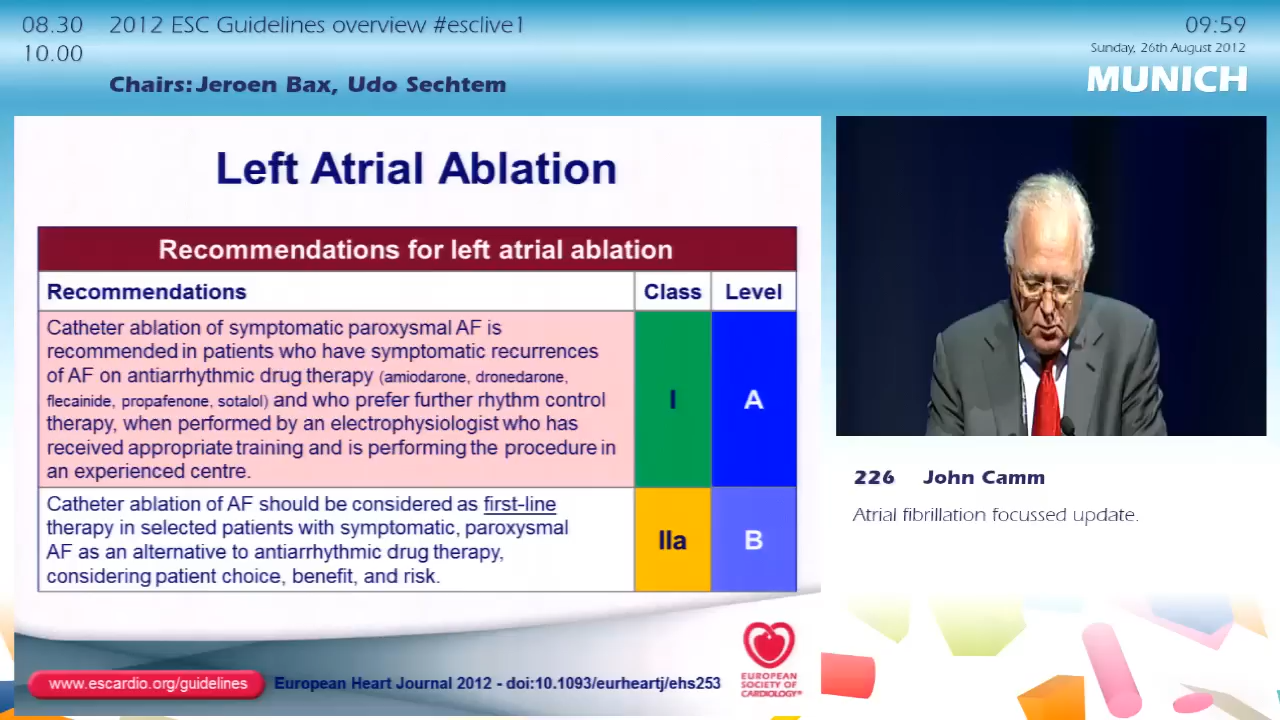 08.30 2012 ESC Guidelines overview #esclive1
10.00
Chairs: Jeroen Bax, Udo Sechtem
09:59
Sunday, 26th August 2012
MUNICH
Left Atrial Ablation
Recommendations for left atrial ablation
Recommendations Class Level
Catheter ablation of symptomatic paroxysmal AF is
recommended in patients who have symptomatic recurrences
of AF on antiarrhythmic drug therapy (amiodarone, dronedarone,
flecainide, propafenone, sotalol) and who prefer further rhythm control
therapy, when performed by an electrophysiologist who has
received appropriate training and is performing the procedure in
an experienced centre.
I A
Catheter ablation of AF should be considered as first-line
therapy in selected patients with symptomatic, paroxysmal
AF as an alternative to antiarrhythmic drug therapy,
considering patient choice, benefit, and risk.
IIa B
www.escardio.org/guidelines
European Heart Journal 2012 - doi:10.1093/eurheartj/ehs253
EUROPEAN
SOCIETY OF
CARDIOLOGY®
226 John Camm
Atrial fibrillation focussed update.